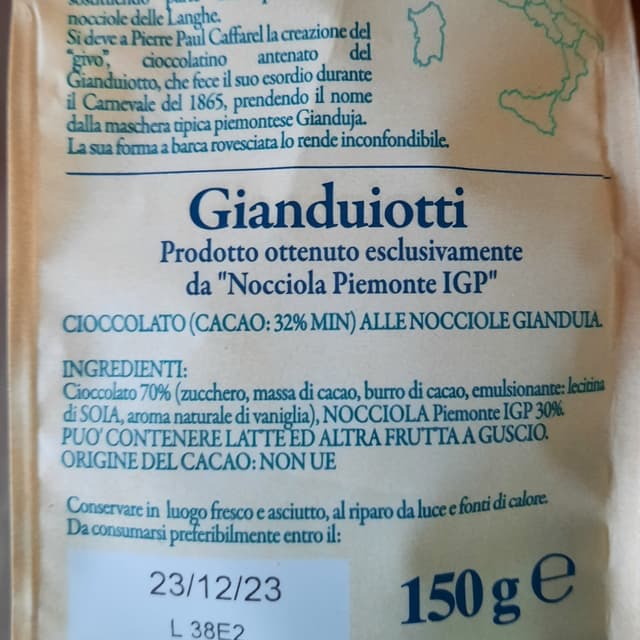 nocciole delle Langhe.
Si deve a Pierre Paul Caffarel la creazione del
"givo", cioccolatino antenato del
Gianduiotto, che fece il suo esordio durante
il Carnevale del 1865, prendendo il nome
dalla maschera tipica piemontese Gianduja.
La sua forma a barca rovesciata lo rende inconfondibile.
Gianduiotti
Prodotto ottenuto esclusivamente
da "Nocciola Piemonte IGP"
CIOCCOLATO (CACAO: 32% MIN) ALLE NOCCIOLE GIANDUIA.
INGREDIENTI:
Cioccolato 70% (zucchero, massa di cacao, burro di cacao, emulsionante: lecitina
di SOIA, aroma naturale di vaniglia), NOCCIOLA Piemonte IGP 30%.
PUO' CONTENERE LATTE ED ALTRA FRUTTA A GUSCIO.
ORIGINE DEL CACAO: NON UE
Conservare in luogo fresco e asciutto, al riparo da luce e fonti di calore.
Da consumarsi preferibilmente entro il:
23/12/23
L 38E2
150 g e